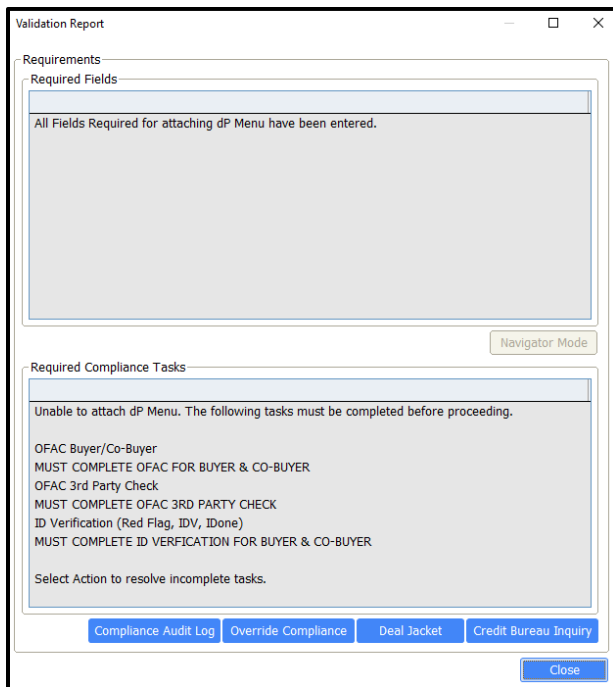 Validation Report
Requirements
Required Fields
All Fields Required for attaching dP Menu have been entered.
Navigator Mode
Required Compliance Tasks
Unable to attach dP Menu. The following tasks must be completed before proceeding.
OFAC Buyer/Co-Buyer
MUST COMPLETE OFAC FOR BUYER & CO-BUYER
OFAC 3rd Party Check
MUST COMPLETE OFAC 3RD PARTY CHECK
ID Verification (Red Flag, IDV, IDone)
MUST COMPLETE ID VERFICATION FOR BUYER & CO-BUYER
Select Action to resolve incomplete tasks.
Compliance Audit Log Override Compliance Deal Jacket Credit Bureau Inquiry
Close